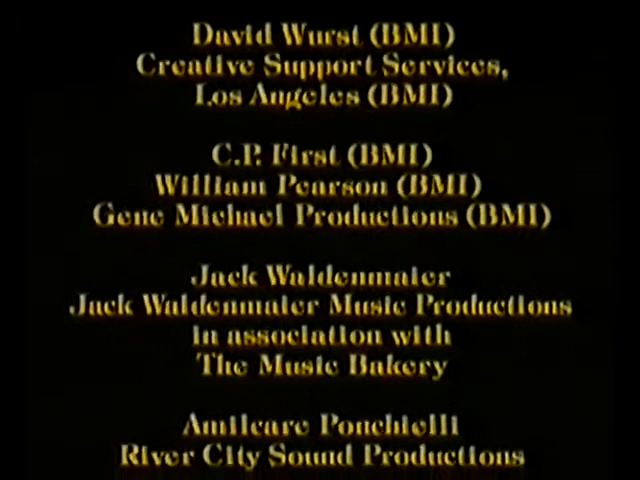 David Wurst (BMI)
Creative Support Services,
Los Angeles (BMI)
C.P. First (BMI)
William Pearson (BMI)
Gene Michael Productions (BMI)
Jack Waldenmaier
Jack Waldenmaier Music Productions
in association with
The Music Bakery
Amilcare Ponchielli
River City Sound Productions